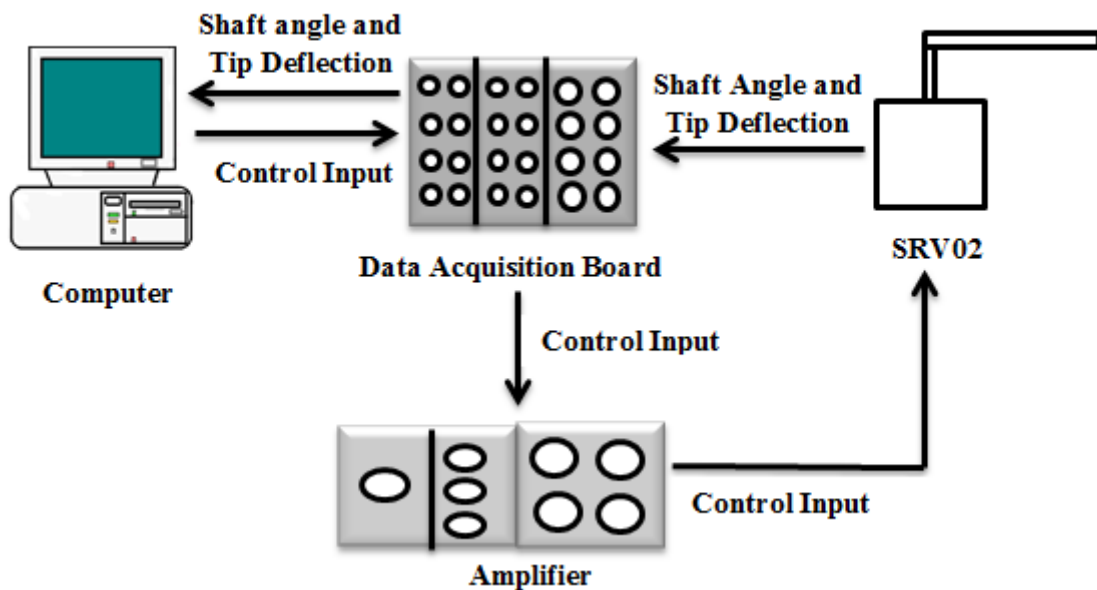 Shaft angle and
Tip Deflection
Control Input
Computer
Data Acquisition Board
Shaft Angle and
Tip Deflection
SRV02
Control Input
Control Input
Amplifier